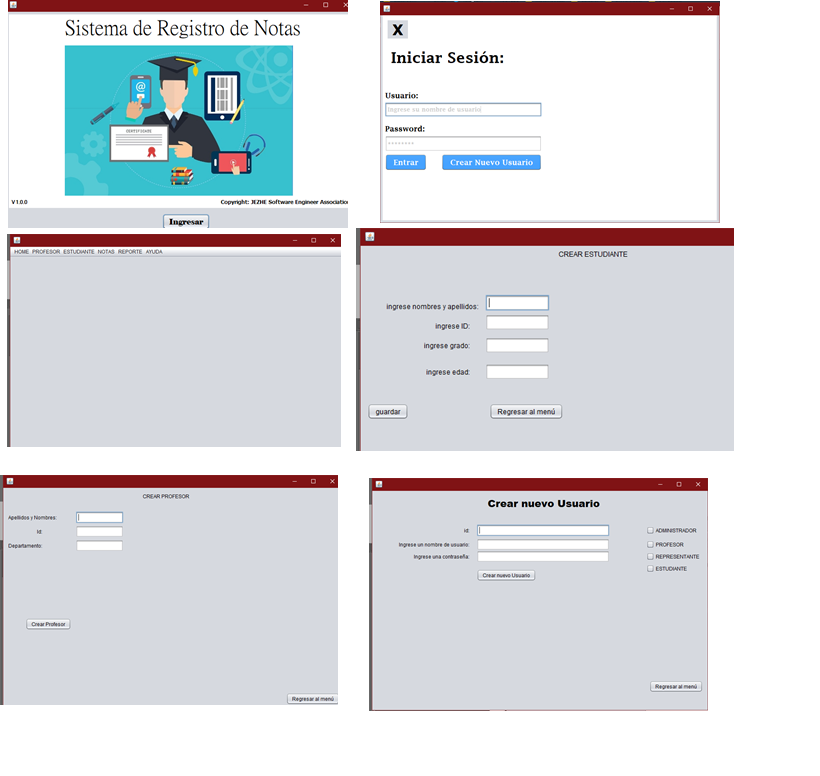 Sistema de Registro de Notas
@
CERTIFICATE
V1.0.0
Copyright: JEZHE Software Engineer Associatio
Ingresar
X
Iniciar Sesión:
Usuario:
Ingrese su nombre de usuario
Password:
********
Entrar
Crear Nuevo Usuario
HOME PROFESOR ESTUDIANTE NOTAS REPORTE AYUDA
CREAR ESTUDIANTE
ingrese nombres y apellidos:
ingrese ID:
ingrese grado:
ingrese edad:
guardar
Regresar al menú
CREAR PROFESOR
Apellidos y Nombres:
Id:
Departamento:
Crear Profesor
Regresar al menú
Crear nuevo Usuario
id:
ADMINISTRADOR
Ingrese un nombre de usuario:
PROFESOR
Ingrese una contraseña:
REPRESENTANTE
ESTUDIANTE
Crear nuevo Usuario
Regresar al menú